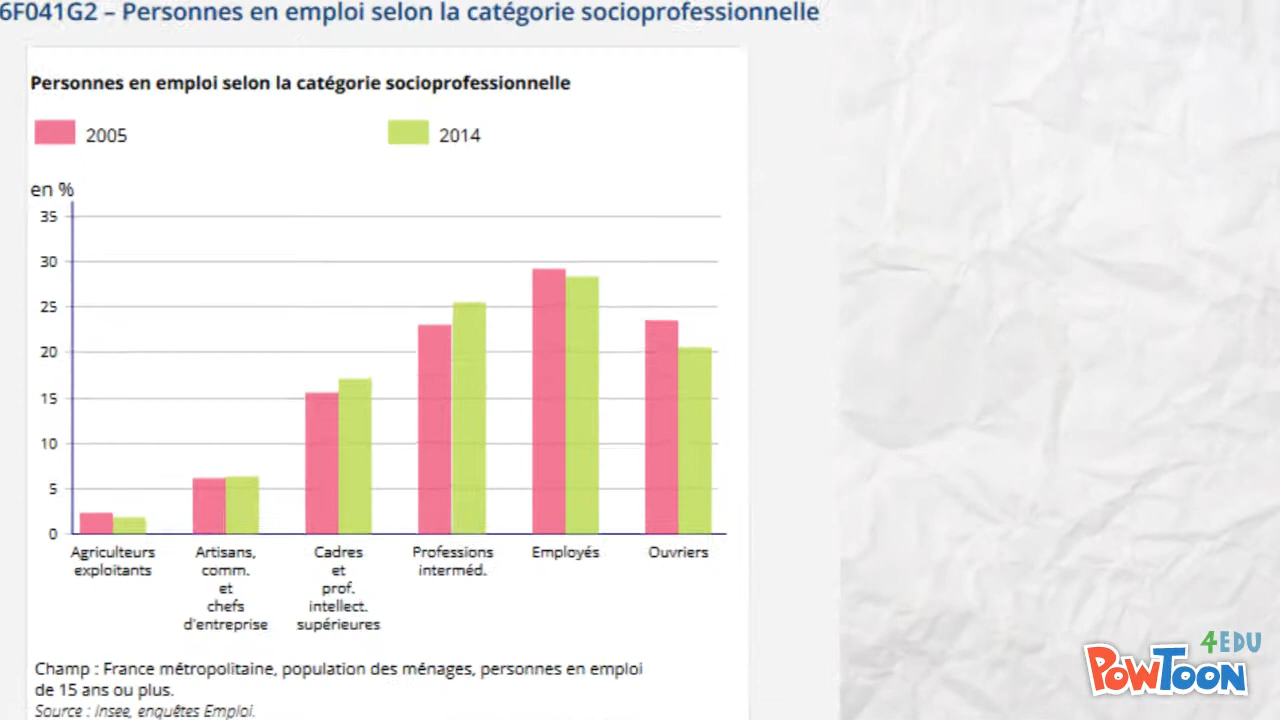 6F041G2 – Personnes en emploi selon la catégorie socioprofessionnelle
Personnes en emploi selon la catégorie socioprofessionnelle
2005
2014
en %
35
30
25
20
15
10
5
0
Agriculteurs
exploitants
Artisans,
comm.
et
chefs
d'entreprise
Cadres
et
prof.
intellect.
supérieures
Professions
interméd.
Employés
Ouvriers
Champ : France métropolitaine, population des ménages, personnes en emploi
de 15 ans ou plus.
Source : Insee, enquêtes Emploi.
4EDU
POWTOON